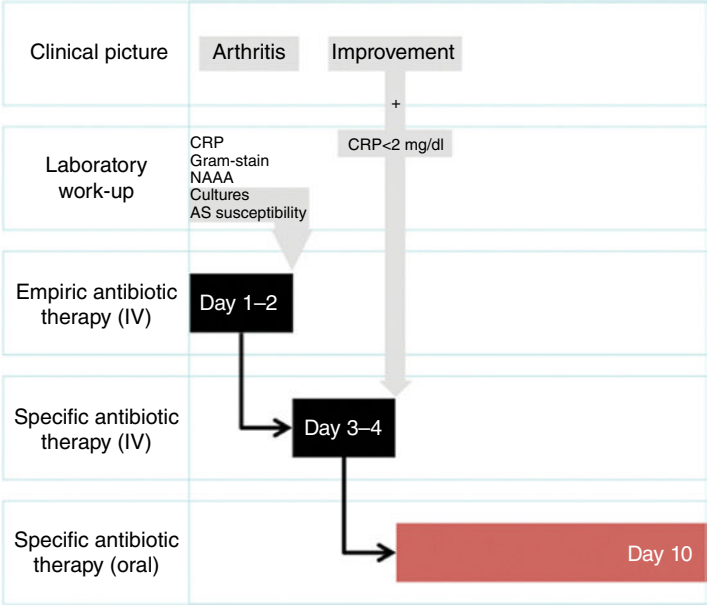 Clinical picture
Arthritis
Improvement
+
Laboratory
work-up
CRP
Gram-stain
NAAA
Cultures
AS susceptibility
CRP<2 mg/dl
Empiric antibiotic
therapy (IV)
Day 1–2
Specific antibiotic
therapy (IV)
Day 3–4
Specific antibiotic
therapy (oral)
Day 10